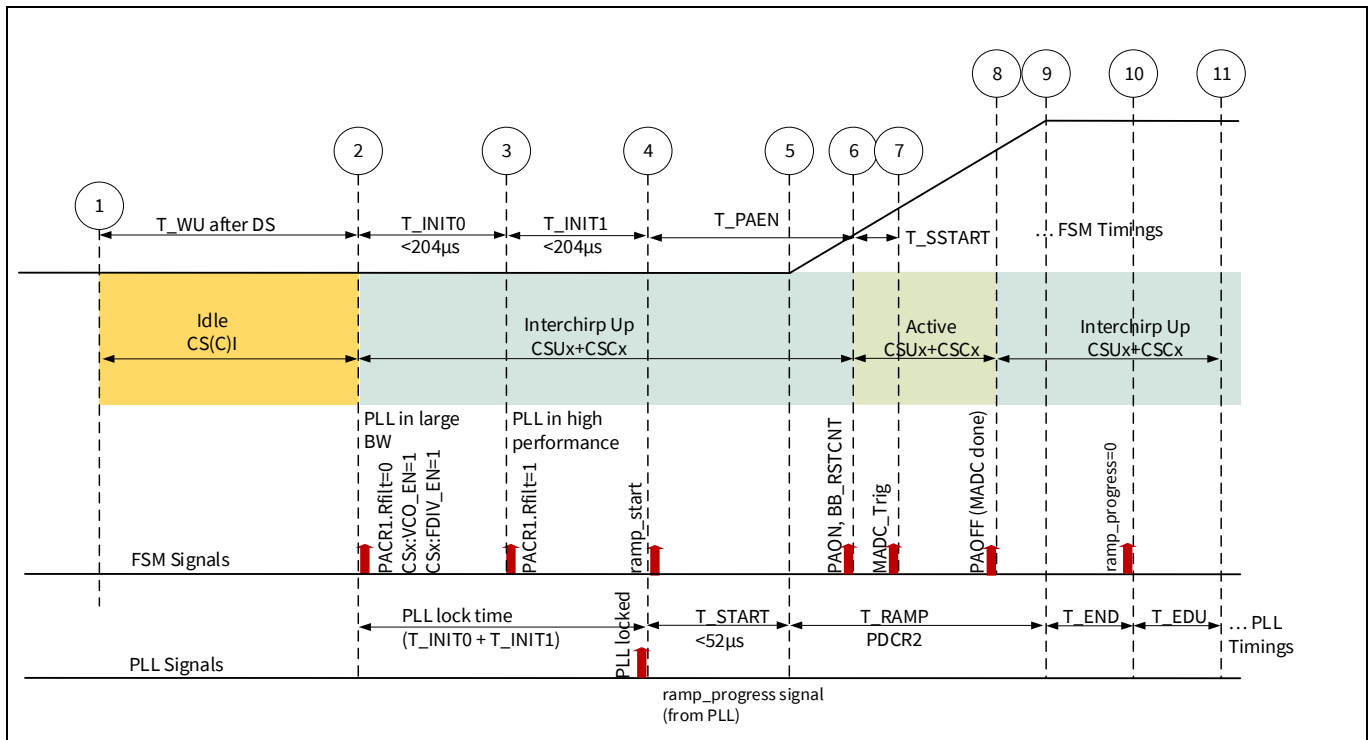 8
9
10
11
2
3
4
5
6
7
1
T_WU after DS
T_INIT0
<204µs
T_INIT1
<204µs
T_PAEN
T_SSTART
... FSM Timings
Idle
CS(C)I
Interchirp Up
CSUx+CSCx
Active
CSUx+CSCx
Interchirp Up
CSUx+CSCx
PLL in large
BW
PLL in high
performance
PACR1.Rfilt=0
CSx:VCO_EN=1
CSx:FDIV_EN=1
PACR1.Rfilt=1
ramp_start
PAON, BB_RSTCNT
MADC_Trig
PAOFF (MADC done)
ramp_progress=0
FSM Signals
PLL lock time
(T_INIT0 + T_INIT1)
PLL locked
T_START
<52µs
T_RAMP
PDCR2
T_END
T_EDU
... PLL
Timings
PLL Signals
ramp_progress signal
(from PLL)